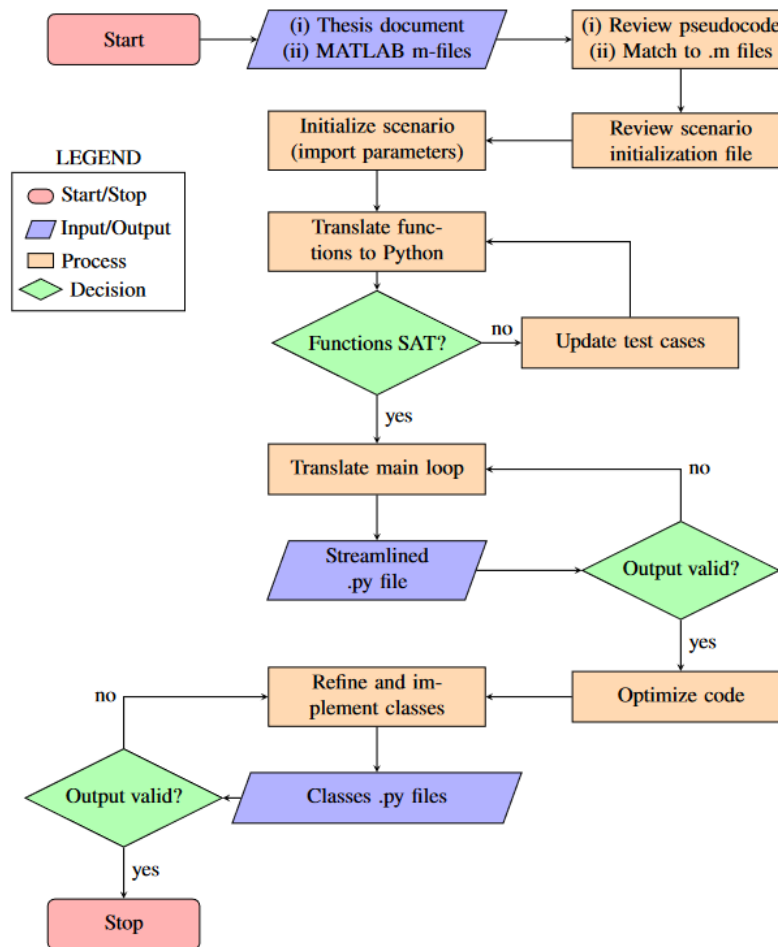 Start
(i) Thesis document
(ii) MATLAB m-files
(i) Review pseudocode
(ii) Match to .m files
Initialize scenario
(import parameters)
Review scenario
initialization file
LEGEND
Start/Stop
Input/Output
Process
Decision
Translate func-
tions to Python
Functions SAT?
no
Update test cases
yes
Translate main loop
no
Streamlined
.py file
Output valid?
yes
Refine and im-
plement classes
Optimize code
no
Output valid?
Classes .py files
yes
Stop